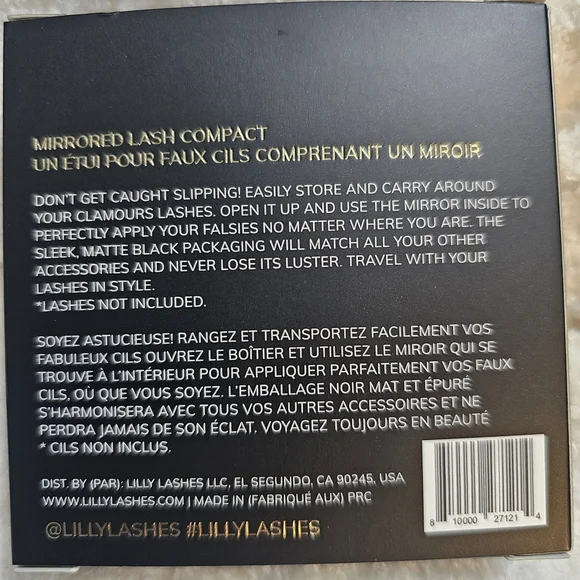 MIRRORED LASH COMPACT
UN ÉTUI POUR FAUX CILS COMPRENANT UN MIROIR
DON'T GET CAUGHT SLIPPING! EASILY STORE AND CARRY AROUND
YOUR CLAMOURS LASHES. OPEN IT UP AND USE THE MIRROR INSIDE TO
PERFECTLY APPLY YOUR FALSIES NO MATTER WHERE YOU ARE. THE
SLEEK, MATTE BLACK PACKAGING WILL MATCH ALL YOUR OTHER
ACCESSORIES AND NEVER LOSE ITS LUSTER. TRAVEL WITH YOUR
LASHES IN STYLE.
*LASHES NOT INCLUDED.
SOYEZ ASTUCIEUSE! RANGEZ ET TRANSPORTEZ FACILEMENT VOS
FABULEUX CILS OUVREZ LE BOÎTIER ET UTILISEZ LE MIROIR QUI SE
TROUVE À L'INTÉRIEUR POUR APPLIQUER PARFAITEMENT VOS FAUX
CILS, OÙ QUE VOUS SOYEZ. L'EMBALLAGE NOIR MAT ET ÉPURÉ
S'HARMONISERA AVEC TOUS VOS AUTRES ACCESSOIRES ET NE
PERDRA JAMAIS DE SON ÉCLAT. VOYAGEZ TOUJOURS EN BEAUTÉ
* CILS NON INCLUS.
DIST. BY (PAR): LILLY LASHES LLC, EL SEGUNDO, CA 90245, USA
WWW.LILLYLASHES.COM | MADE IN (FABRIQUÉ AUX) PRC
@LILLYLASHES #LILLYLASHES
8 10000 27121 4